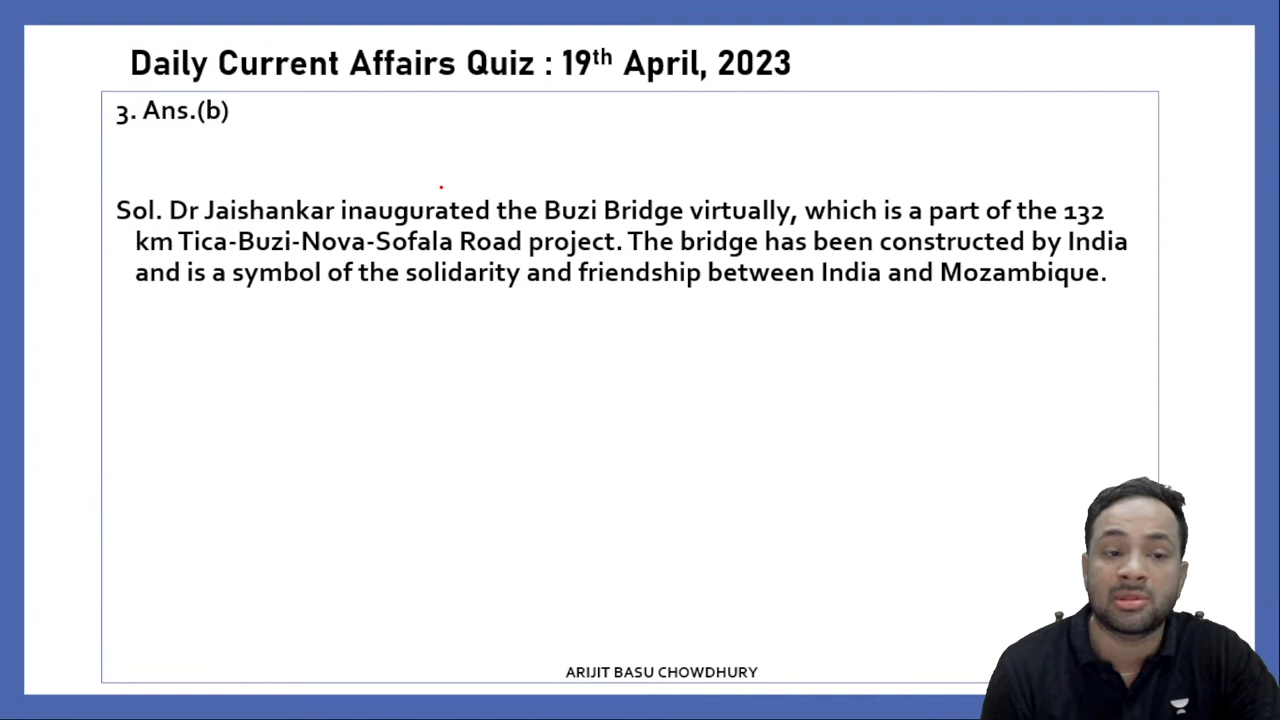 Daily Current Affairs Quiz : 19th April, 2023
3. Ans.(b)
Sol. Dr Jaishankar inaugurated the Buzi Bridge virtually, which is a part of the 132
km Tica-Buzi-Nova-Sofala Road project. The bridge has been constructed by India
and is a symbol of the solidarity and friendship between India and Mozambique.
ARIJIT BASU CHOWDHURY